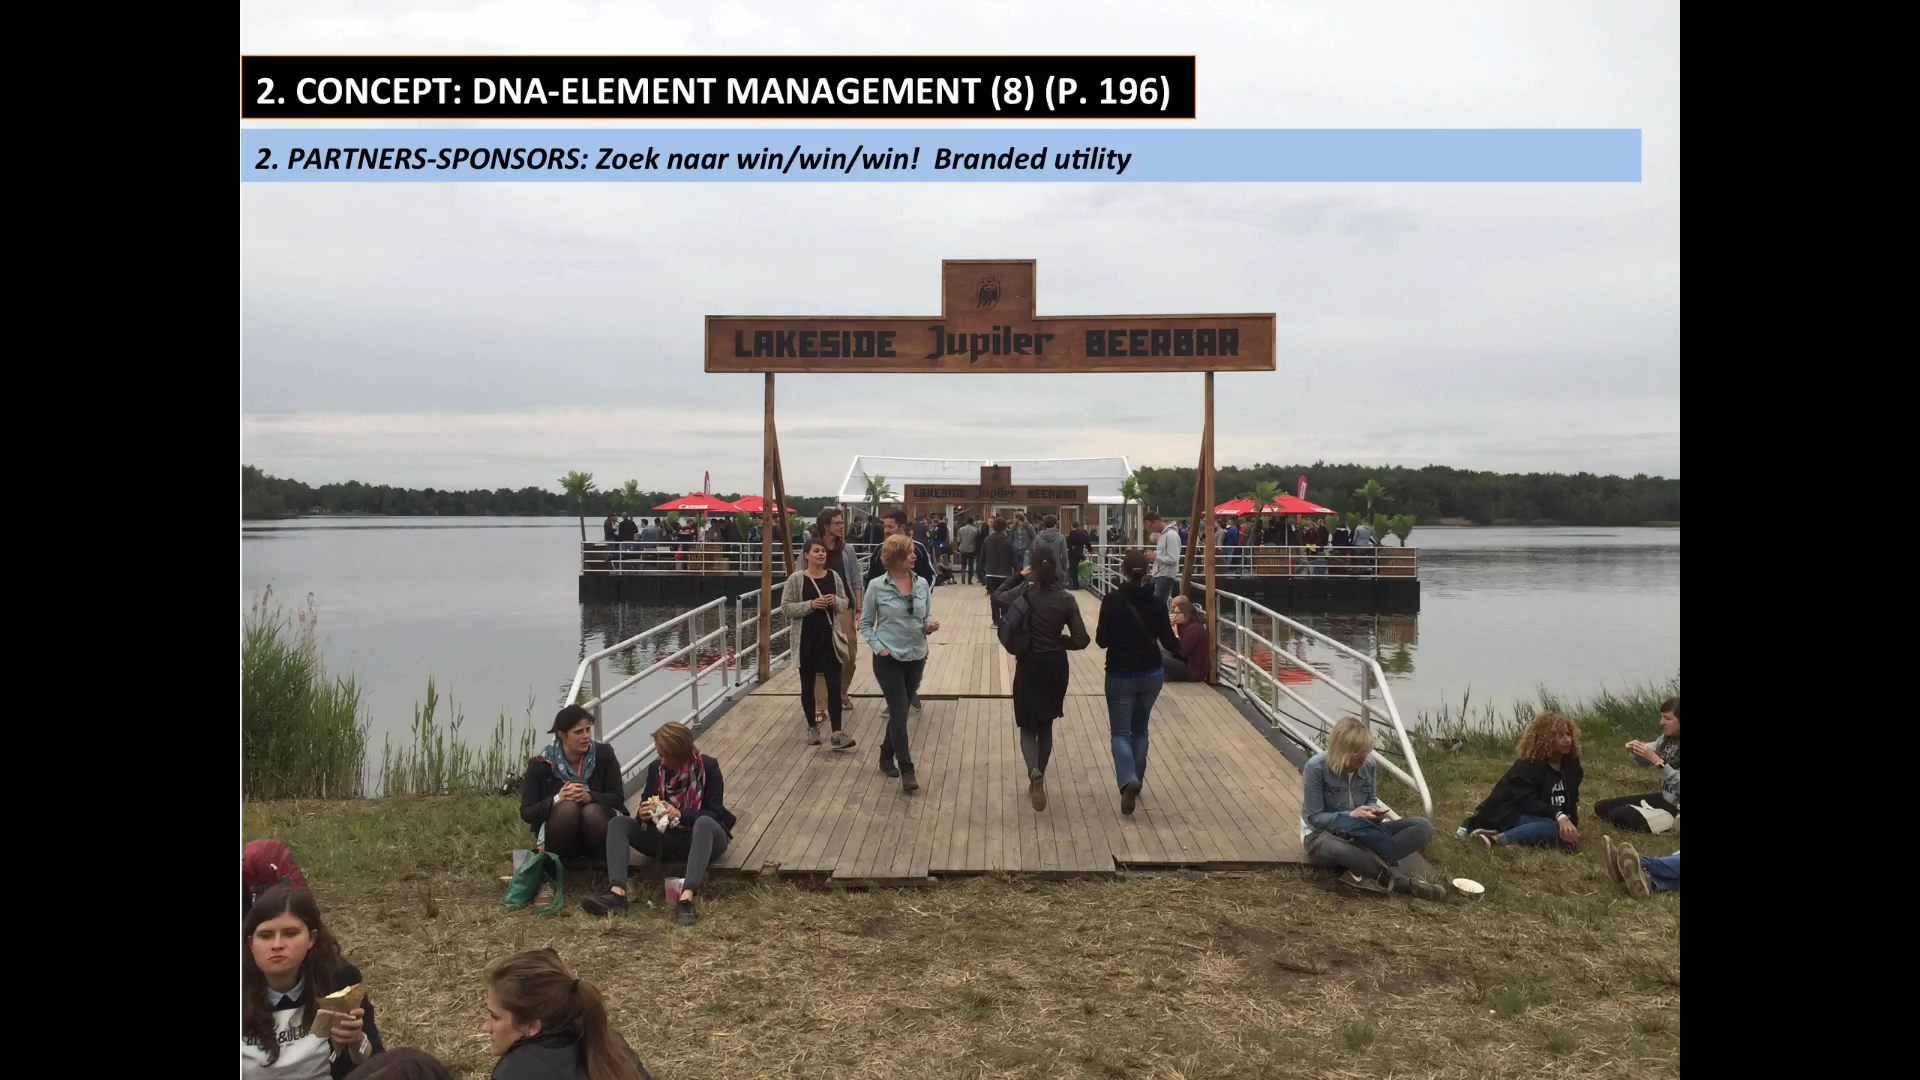 2. CONCEPT: DNA-ELEMENT MANAGEMENT (8) (P. 196)
2. PARTNERS-SPONSORS: Zoek naar win/win/win!  Branded utility
LAKESIDE Jupiler BEERBAR
LAKESIDE Jupiler BEERBAR
UP